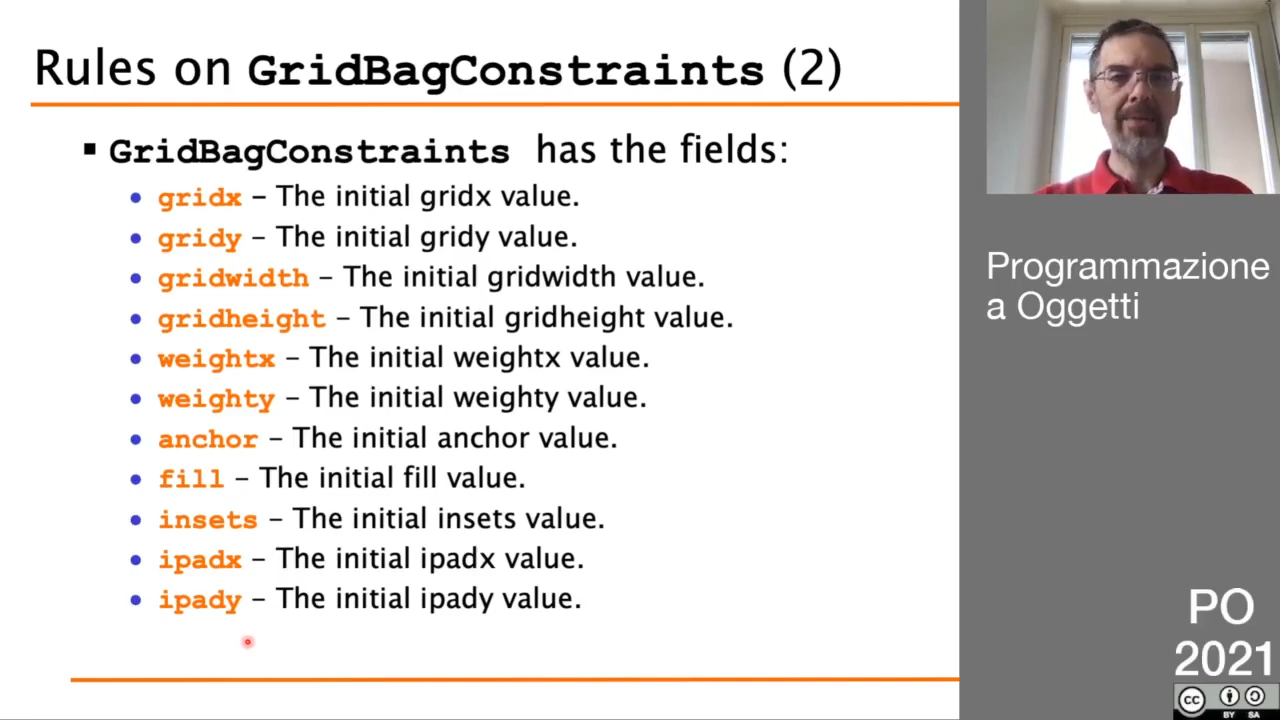 Rules on GridBagConstraints (2)
▪ GridBagConstraints has the fields:
• gridx – The initial gridx value.
• gridy – The initial gridy value.
• gridwidth – The initial gridwidth value.
• gridheight – The initial gridheight value.
• weightx – The initial weightx value.
• weighty – The initial weighty value.
• anchor – The initial anchor value.
• fill – The initial fill value.
• insets – The initial insets value.
• ipadx – The initial ipadx value.
• ipady – The initial ipady value.
Programmazione
a Oggetti
PO
2021
cc
BY SA